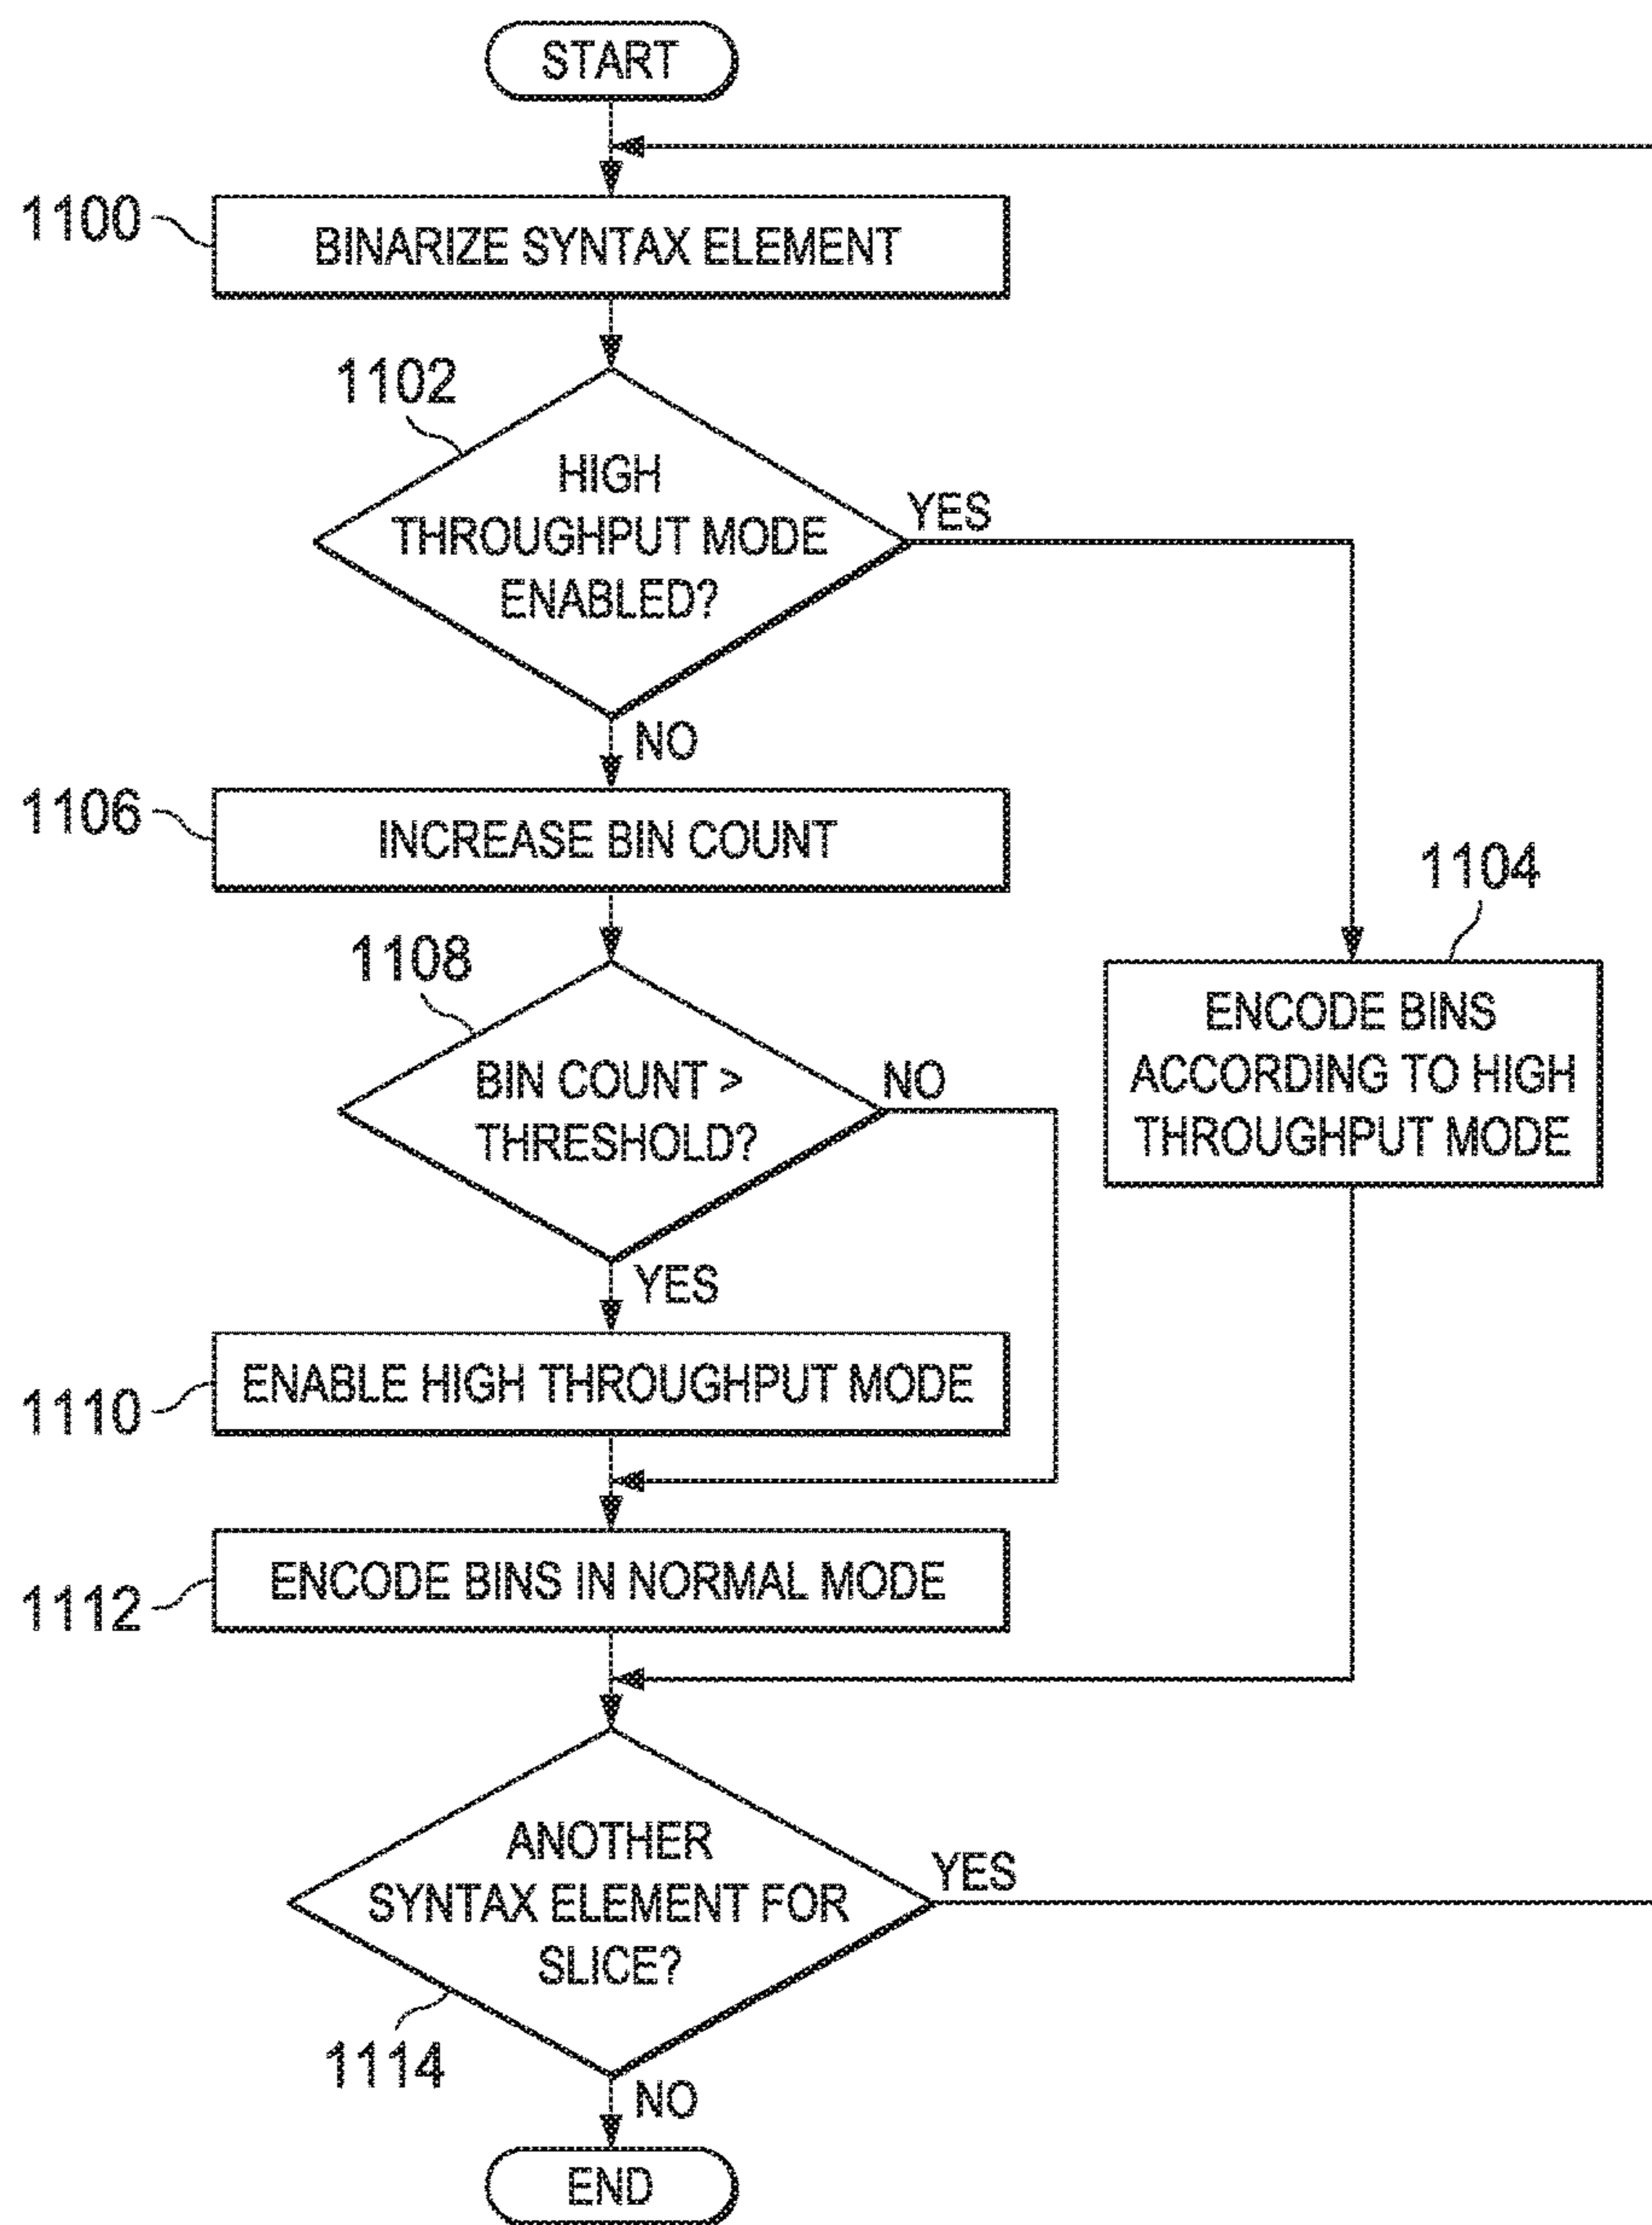 START
1100
BINARIZE SYNTAX ELEMENT
1102
HIGH
THROUGHPUT MODE
ENABLED?
YES
NO
1106
INCREASE BIN COUNT
1104
ENCODE BINS
ACCORDING TO HIGH
THROUGHPUT MODE
1108
BIN COUNT >
THRESHOLD?
NO
YES
1110
ENABLE HIGH THROUGHPUT MODE
1112
ENCODE BINS IN NORMAL MODE
ANOTHER
SYNTAX ELEMENT FOR
SLICE?
YES
1114
NO
END